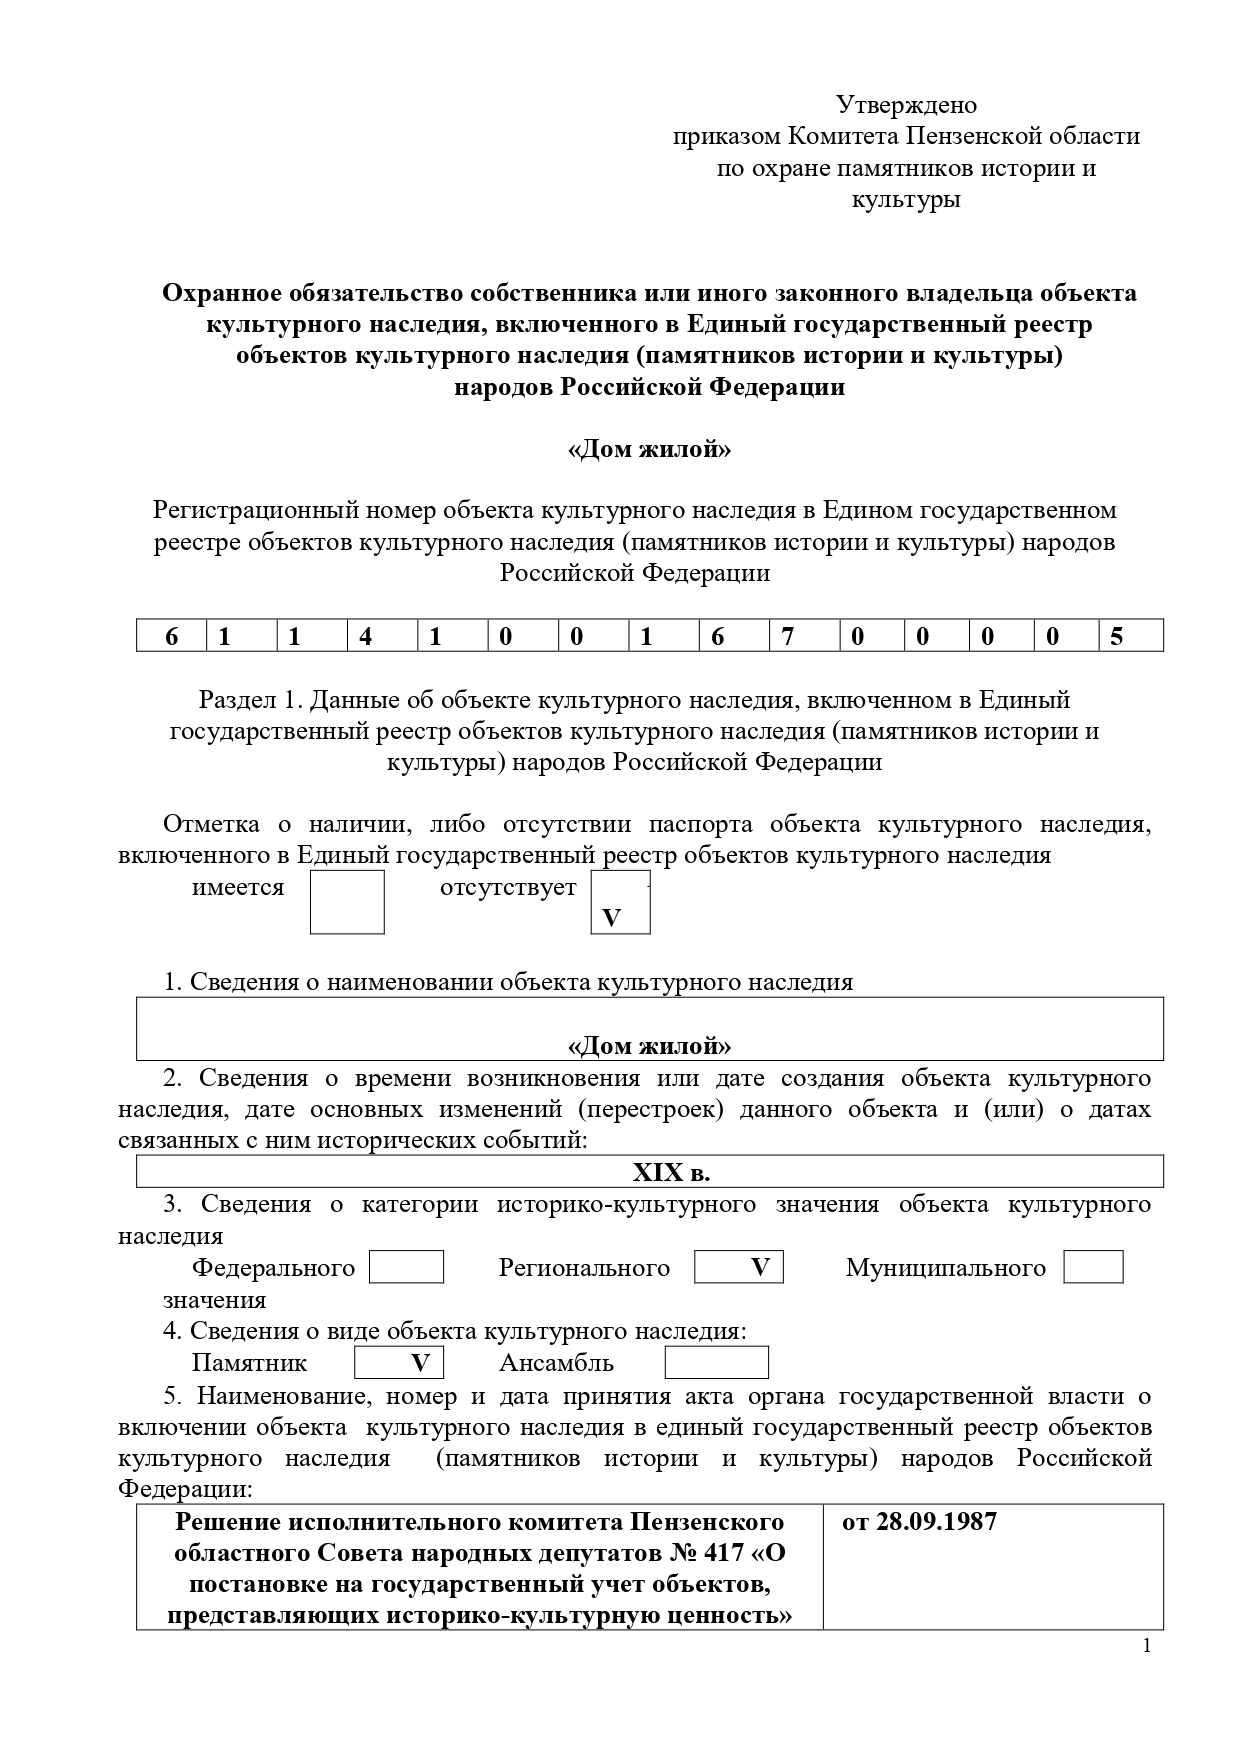 Утверждено
приказом Комитета Пензенской области
по охране памятников истории и
культуры
Охранное обязательство собственника или иного законного владельца объекта
культурного наследия, включенного в Единый государственный реестр
объектов культурного наследия (памятников истории и культуры)
народов Российской Федерации
«Дом жилой»
Регистрационный номер объекта культурного наследия в Едином государственном
реестре объектов культурного наследия (памятников истории и культуры) народов
Российской Федерации
6 1 1 4 1 0 0 1 6 7 0 0 0 0 5
Раздел 1. Данные об объекте культурного наследия, включенном в Единый
государственный реестр объектов культурного наследия (памятников истории и
культуры) народов Российской Федерации
Отметка о наличии, либо отсутствии паспорта объекта культурного наследия,
включенного в Единый государственный реестр объектов культурного наследия
имеется отсутствует
V
1. Сведения о наименовании объекта культурного наследия
«Дом жилой»
2. Сведения о времени возникновения или дате создания объекта культурного
наследия, дате основных изменений (перестроек) данного объекта и (или) о датах
связанных с ним исторических событий:
XIX в.
3. Сведения о категории историко-культурного значения объекта культурного
наследия
Федерального Регионального V Муниципального
значения
4. Сведения о виде объекта культурного наследия:
Памятник V Ансамбль
5. Наименование, номер и дата принятия акта органа государственной власти о
включении объекта культурного наследия в единый государственный реестр объектов
культурного наследия (памятников истории и культуры) народов Российской
Федерации:
Решение исполнительного комитета Пензенского от 28.09.1987
областного Совета народных депутатов № 417 «О
постановке на государственный учет объектов,
представляющих историко-культурную ценность»
1